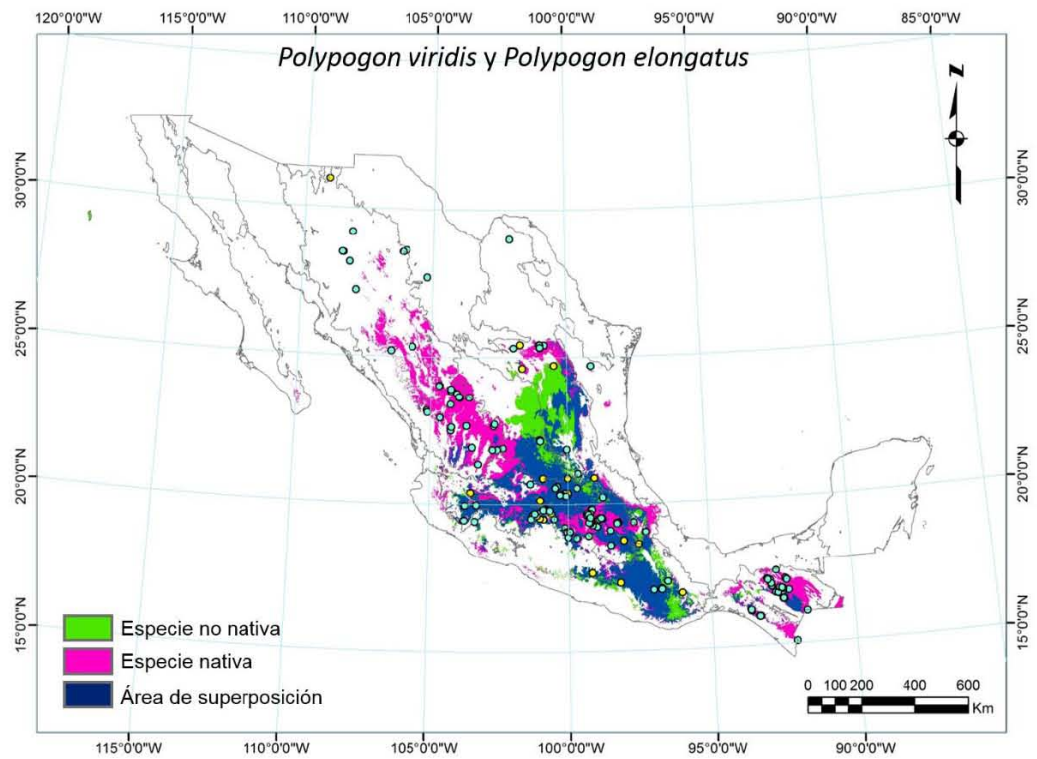 120°0'0"W 110°0'0"W 105°0'0"W 100°0'0"W 95°0'0"W 90°0'0"W 85°0'0"W
Polypogon viridis y Polypogon elongatus
N
30°0'0"N 30°0'0"N
25°0'0"N 25°0'0"N
20°0'0"N 20°0'0"N
15°0'0"N 15°0'0"N
Especie no nativa
Especie nativa
Área de superposición
0 100 200 400 600
Km
115°0'0"W 110°0'0"W 105°0'0"W 100°0'0"W 95°0'0"W 90°0'0"W